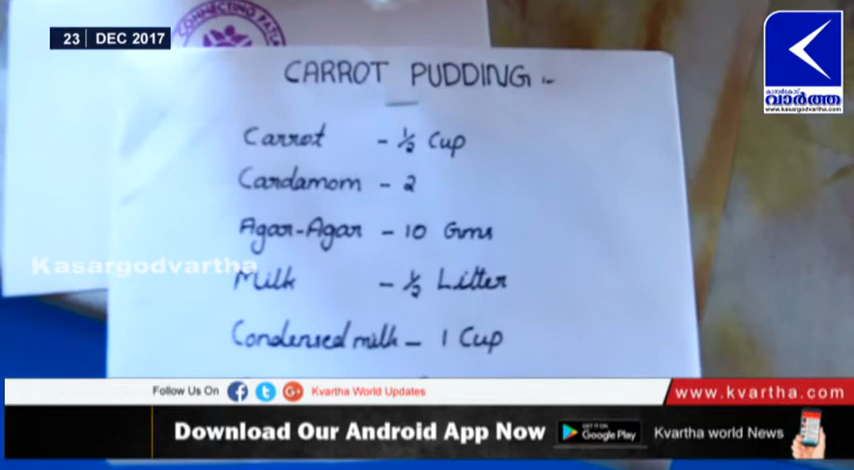 23 | DEC 2017
CONNECTING PATLA
കാസർകോട്
വാർത്ത
www.kasargodvartha.com
CARROT PUDDING :-
Carrot - 1/2 Cup
Cardamom - 2
Agar-Agar - 10 Gms
Kasargodvartha
Milk - 1/2 Litter
Condensed milk - 1 Cup
Follow Us On f G+ Kvartha World Updates
www.kvartha.com
Download Our Android App Now
GET IT ON
Google Play
Kvartha world News